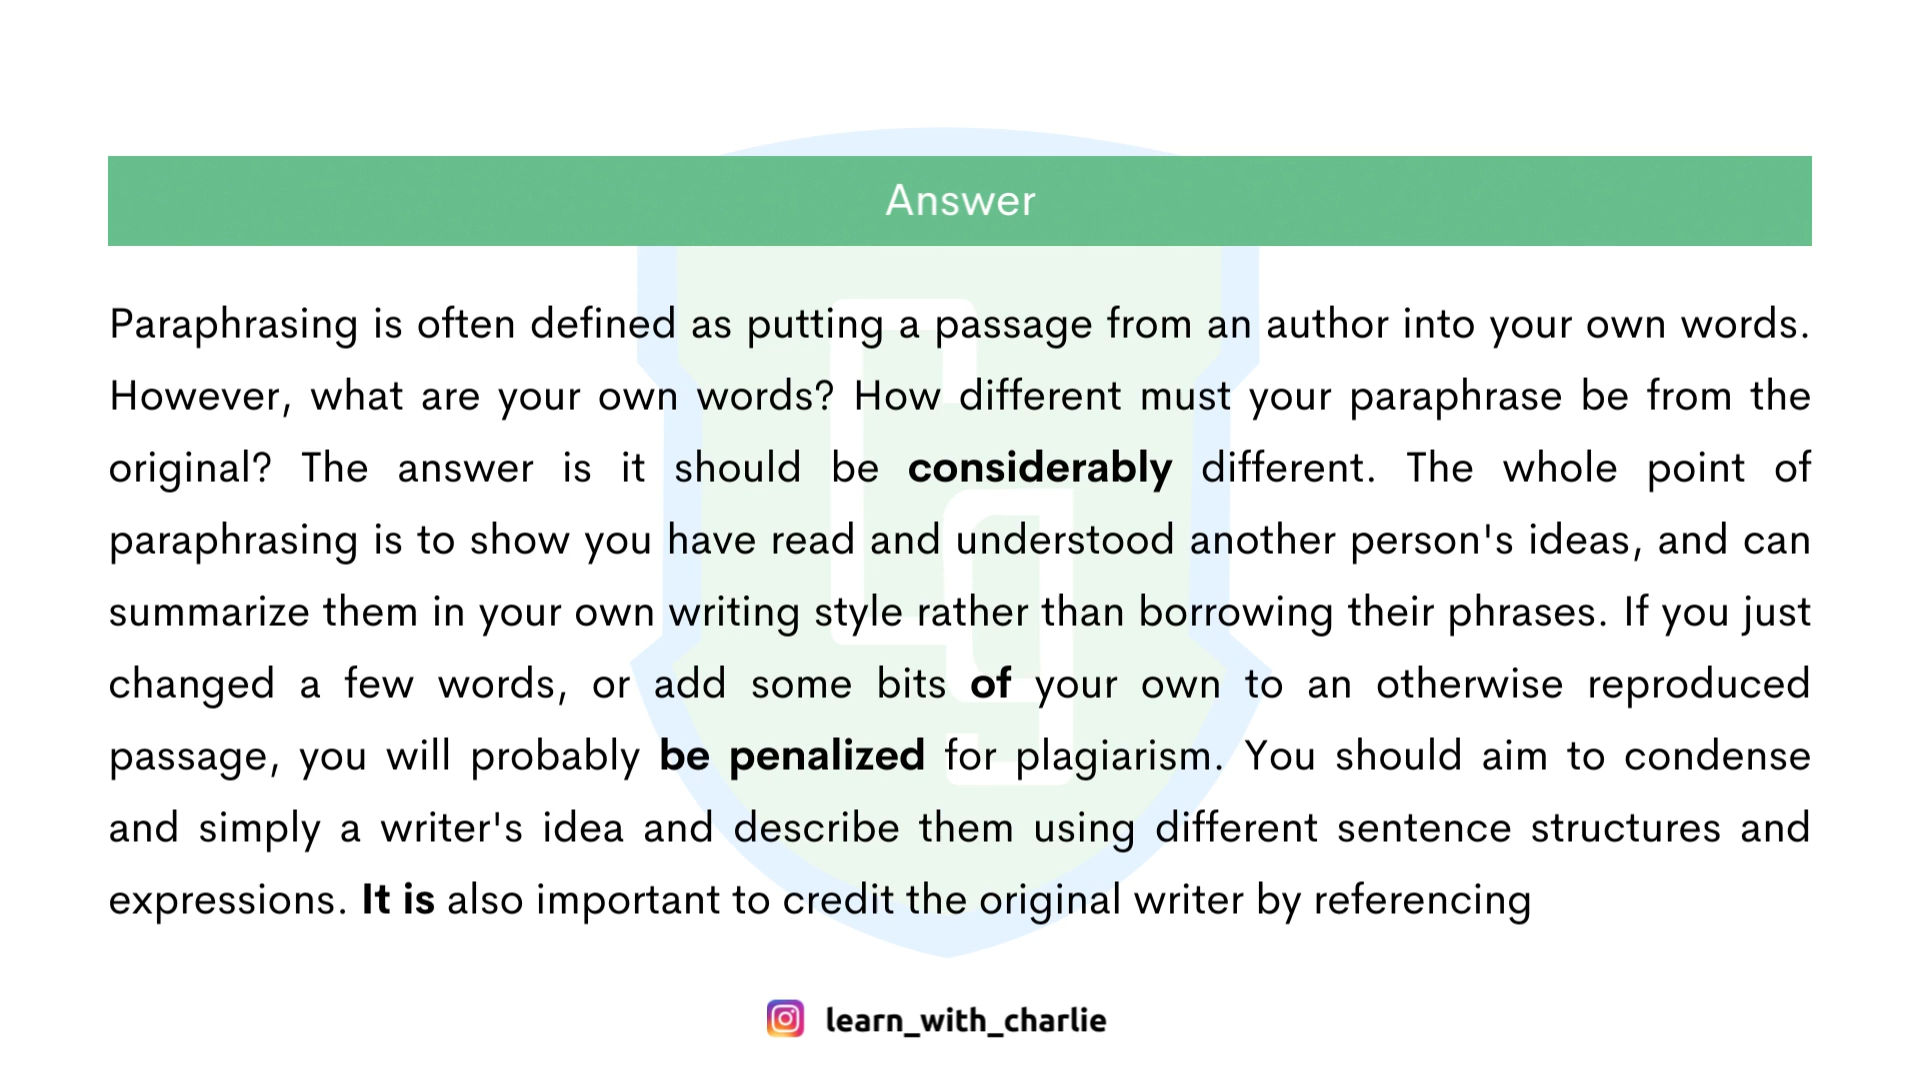 Answer
Paraphrasing is often defined as putting a passage from an author into your own words.
However, what are your own words? How different must your paraphrase be from the
original? The answer is it should be considerably different. The whole point of
paraphrasing is to show you have read and understood another person's ideas, and can
summarize them in your own writing style rather than borrowing their phrases. If you just
changed a few words, or add some bits of your own to an otherwise reproduced
passage, you will probably be penalized for plagiarism. You should aim to condense
and simply a writer's idea and describe them using different sentence structures and
expressions. It is also important to credit the original writer by referencing
learn_with_charlie